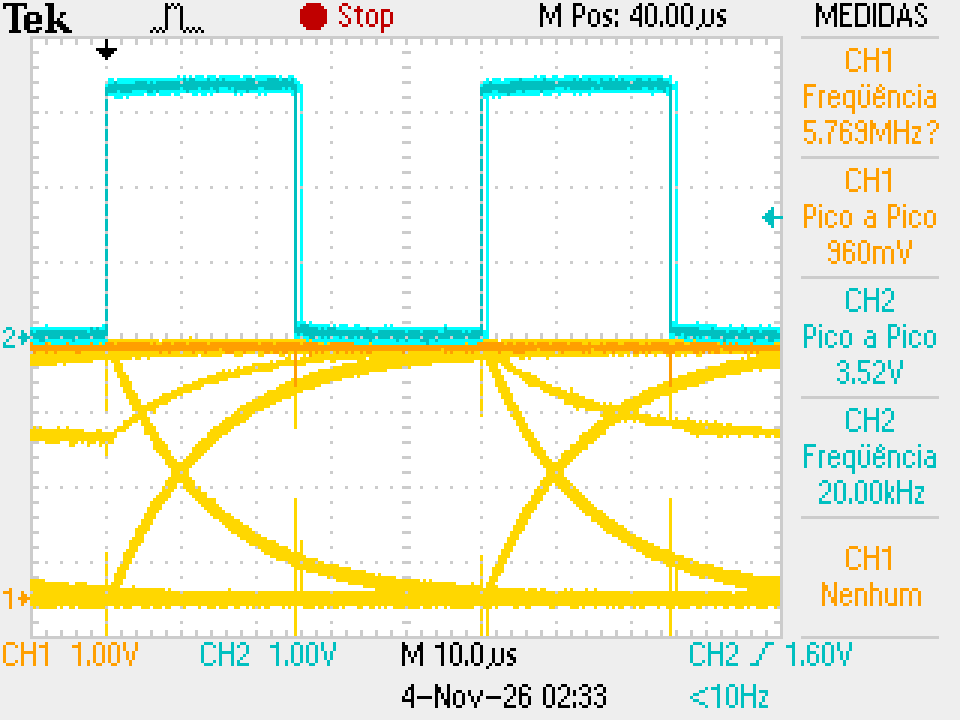 Tek Stop M Pos: 40.00µs MEDIDAS
CH1
Freqüência
5.769MHz?
CH1
Pico a Pico
960mV
2
CH2
Pico a Pico
3.52V
CH2
Freqüência
20.00kHz
CH1
Nenhum
1
CH1 1.00V CH2 1.00V M 10.0µs CH2 1.60V
4-Nov-26 02:33 <10Hz